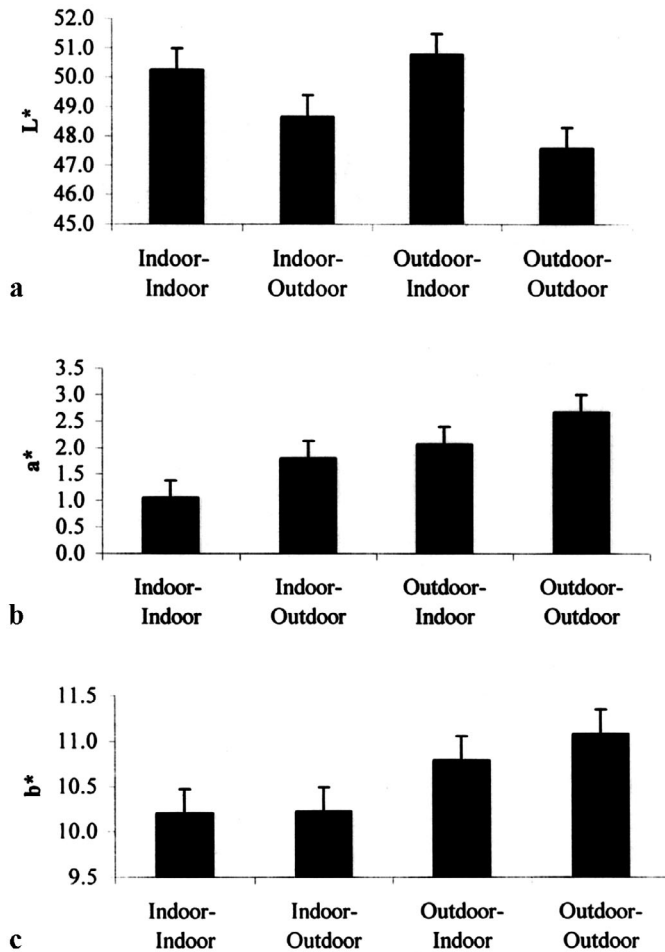 52.0
51.0
50.0
49.0
48.0
47.0
46.0
45.0
L*
Indoor-
Indoor
Indoor-
Outdoor
Outdoor-
Indoor
Outdoor-
Outdoor
a
3.5
3.0
2.5
2.0
1.5
1.0
0.5
0.0
a*
Indoor-
Indoor
Indoor-
Outdoor
Outdoor-
Indoor
Outdoor-
Outdoor
b
11.5
11.0
10.5
10.0
9.5
b*
Indoor-
Indoor
Indoor-
Outdoor
Outdoor-
Indoor
Outdoor-
Outdoor
c